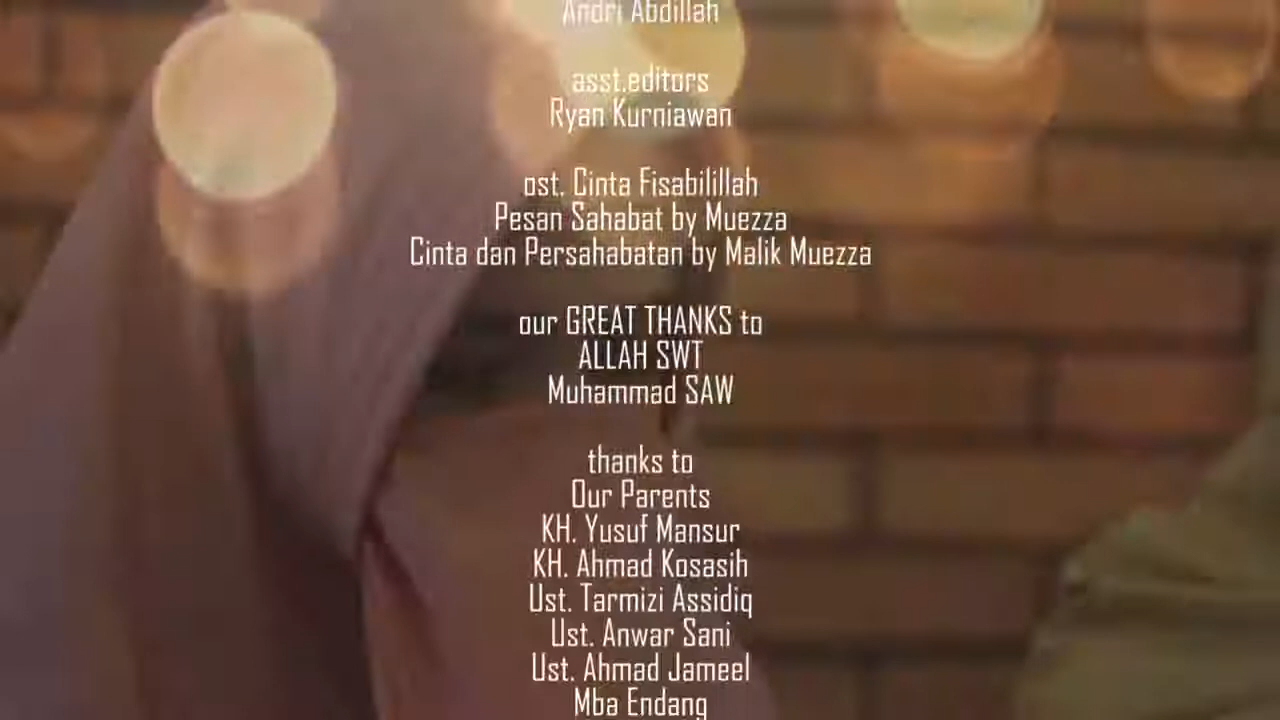 Andri Abdillah
asst.editors
Ryan Kurniawan
ost. Cinta Fisabilillah
Pesan Sahabat by Muezza
Cinta dan Persahabatan by Malik Muezza
our GREAT THANKS to
ALLAH SWT
Muhammad SAW
thanks to
Our Parents
KH. Yusuf Mansur
KH. Ahmad Kosasih
Ust. Tarmizi Assidiq
Ust. Anwar Sani
Ust. Ahmad Jameel
Mba Endang